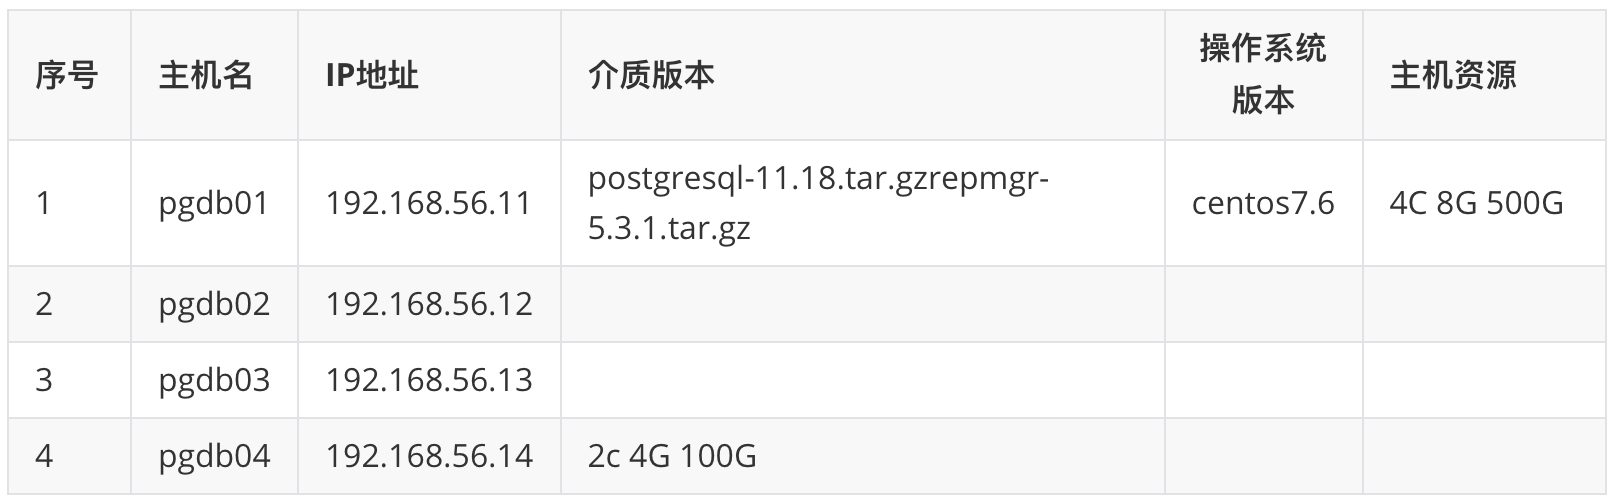 序号 主机名 IP地址 介质版本 操作系统
版本 主机资源
1 pgdb01 192.168.56.11 postgresql-11.18.tar.gzrepmgr-
5.3.1.tar.gz centos7.6 4C 8G 500G
2 pgdb02 192.168.56.12
3 pgdb03 192.168.56.13
4 pgdb04 192.168.56.14 2c 4G 100G